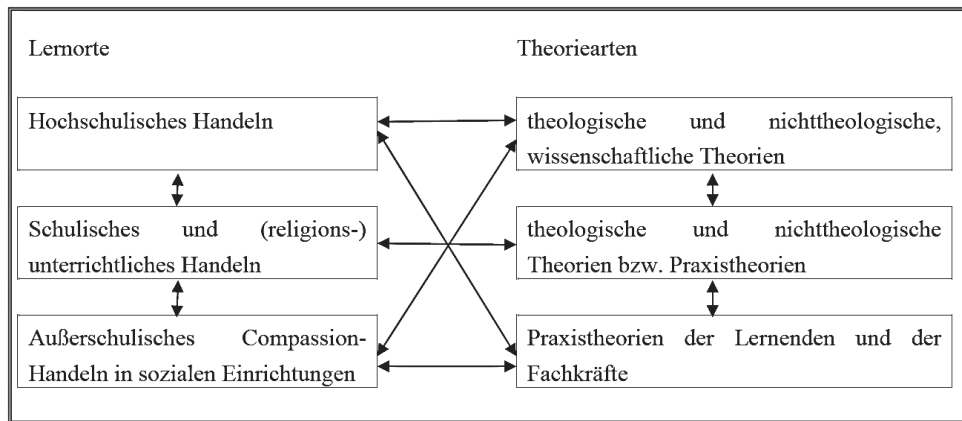 Lernorte
Theoriearten
Hochschulisches Handeln
theologische und nichttheologische,
wissenschaftliche Theorien
Schulisches und (religions-)
unterrichtliches Handeln
theologische und nichttheologische
Theorien bzw. Praxistheorien
Außerschulisches Compassion-
Handeln in sozialen Einrichtungen
Praxistheorien der Lernenden und der
Fachkräfte